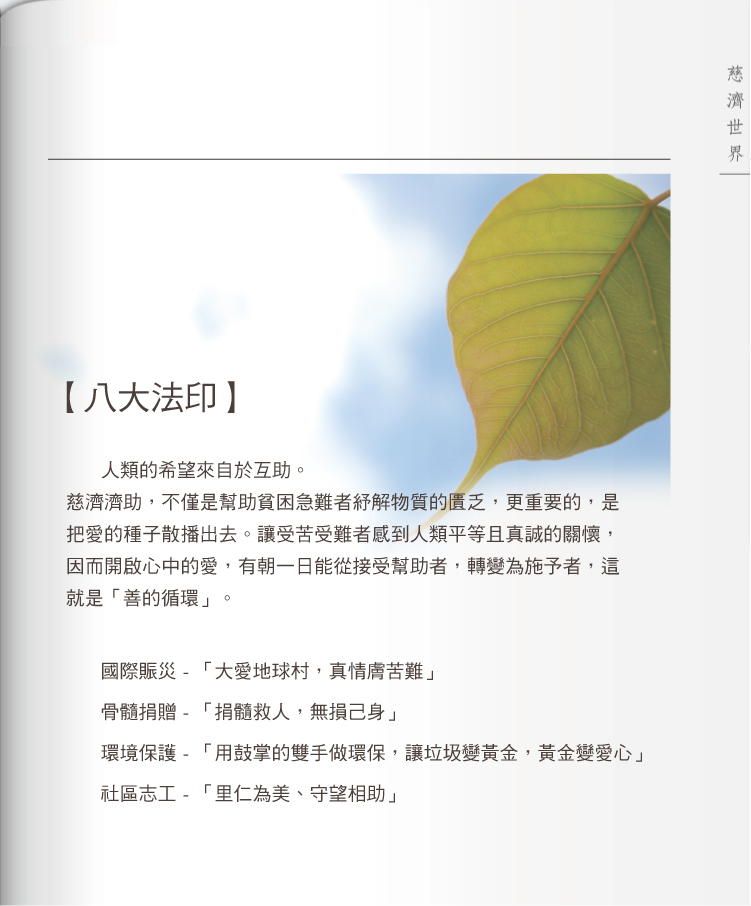 慈濟世界
【八大法印】
人類的希望來自於互助。
慈濟濟助，不僅是幫助貧困急難者紓解物質的匱乏，更重要的，是
把愛的種子散播出去。讓受苦受難者感到人類平等且真誠的關懷，
因而開啟心中的愛，有朝一日能從接受幫助者，轉變為施予者，這
就是「善的循環」。
國際賑災 - 「大愛地球村，真情膚苦難」
骨髓捐贈 - 「捐髓救人，無損己身」
環境保護 - 「用鼓掌的雙手做環保，讓垃圾變黃金，黃金變愛心」
社區志工 - 「里仁為美、守望相助」